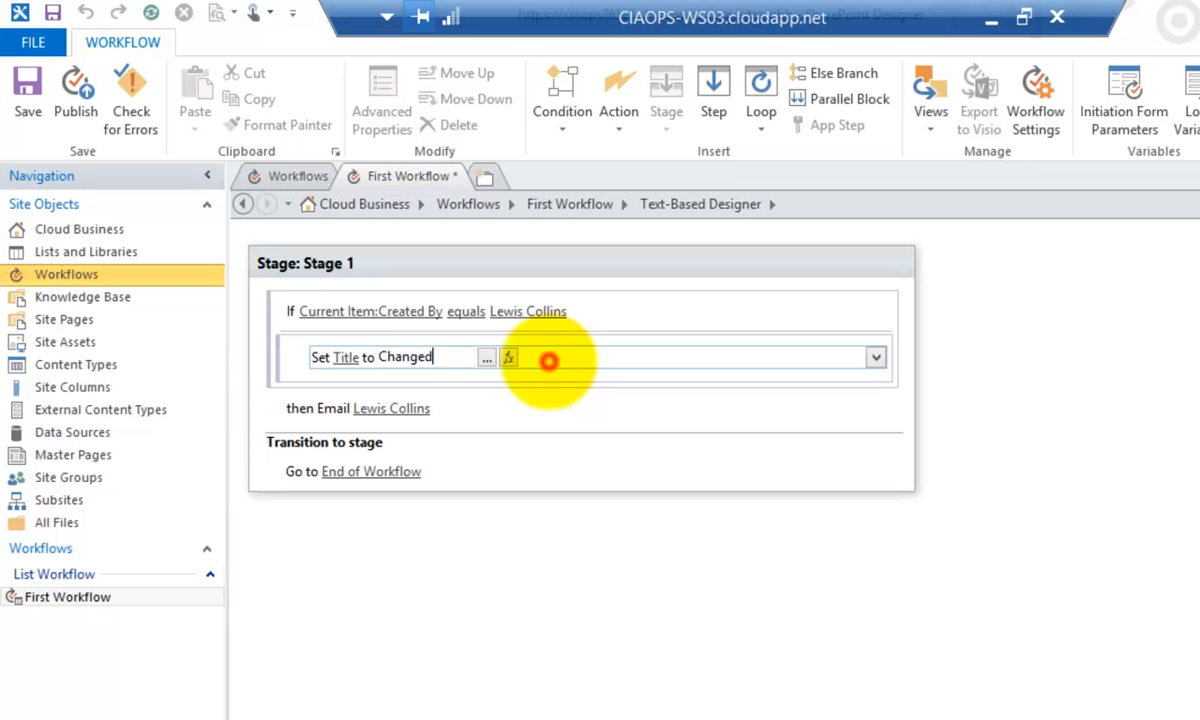 CIAOPS-WS03.cloudapp.net
FILE
WORKFLOW
Save
Publish
Check
for Errors
Save
Paste
Cut
Copy
Format Painter
Clipboard
Advanced
Properties
Move Up
Move Down
Delete
Modify
Condition
Action
Stage
Step
Loop
Else Branch
Parallel Block
App Step
Insert
Views
Export
to Visio
Workflow
Settings
Manage
Initiation Form
Parameters
Lo
Varia
Variables
Navigation
Site Objects
Cloud Business
Lists and Libraries
Workflows
Knowledge Base
Site Pages
Site Assets
Content Types
Site Columns
External Content Types
Data Sources
Master Pages
Site Groups
Subsites
All Files
Workflows
List Workflow
First Workflow
Workflows
First Workflow *
Cloud Business
Workflows
First Workflow
Text-Based Designer
Stage: Stage 1
If Current Item:Created By equals Lewis Collins
Set Title to Changed ... fx
then Email Lewis Collins
Transition to stage
Go to End of Workflow